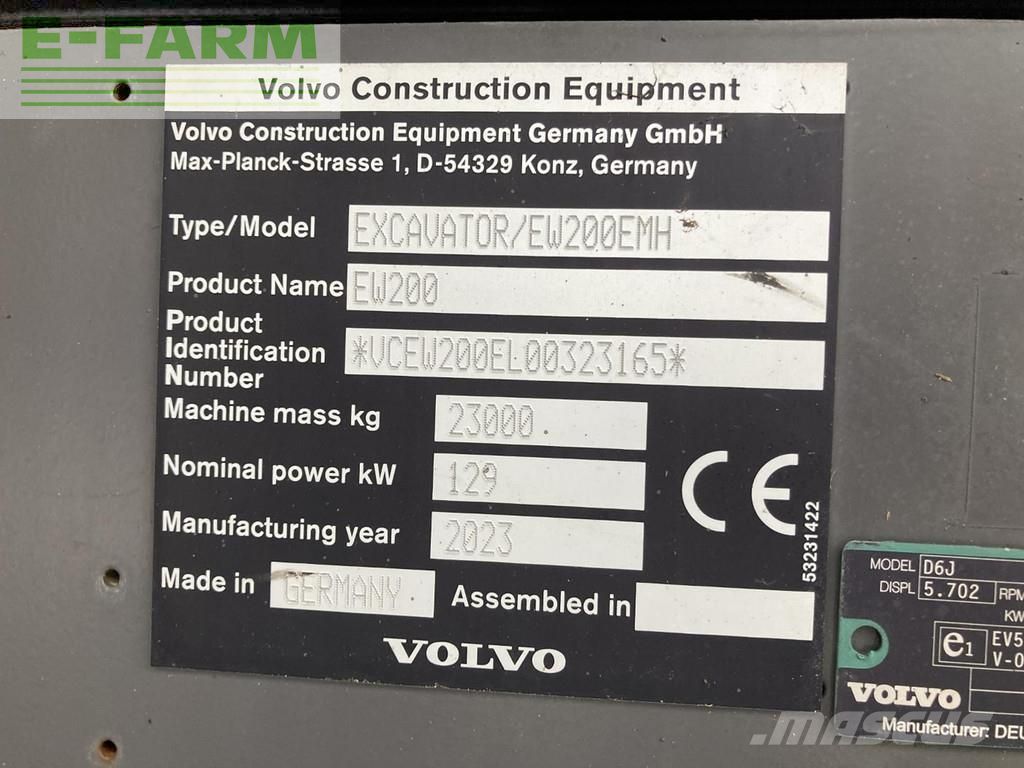 E-FARM
Volvo Construction Equipment
Volvo Construction Equipment Germany GmbH
Max-Planck-Strasse 1, D-54329 Konz, Germany
Type/Model EXCAVATOR/EW200EMH
Product Name EW200
Product
Identification *VCEW200EL00323165*
Number
Machine mass kg 23000
Nominal power kW 129
Manufacturing year 2023
Made in GERMANY Assembled in
CE
53231422
VOLVO
MODEL D6J
DISPL 5.702 RPM
KW
e1 EV5
V-0
VOLVO
Manufacturer: DEU
MASCUS